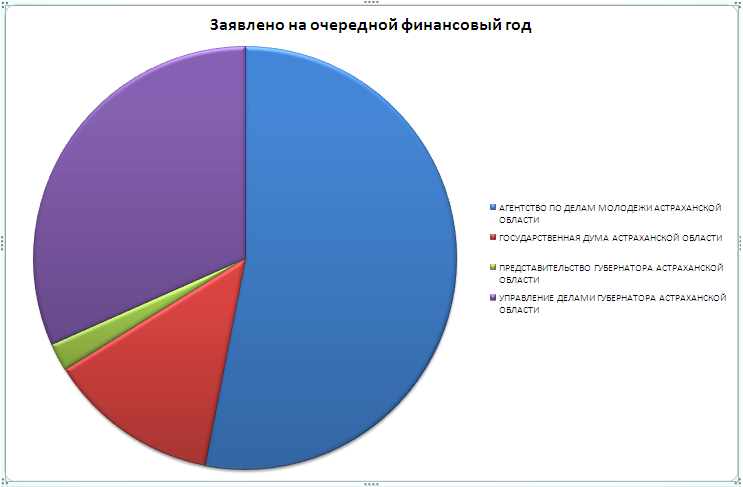 Заявлено на очередной финансовый год
АГЕНТСТВО ПО ДЕЛАМ МОЛОДЕЖИ АСТРАХАНСКОЙ
ОБЛАСТИ
ГОСУДАРСТВЕННАЯ ДУМА АСТРАХАНСКОЙ ОБЛАСТИ
ПРЕДСТАВИТЕЛЬСТВО ГУБЕРНАТОРА АСТРАХАНСКОЙ
ОБЛАСТИ
УПРАВЛЕНИЕ ДЕЛАМИ ГУБЕРНАТОРА АСТРАХАНСКОЙ
ОБЛАСТИ